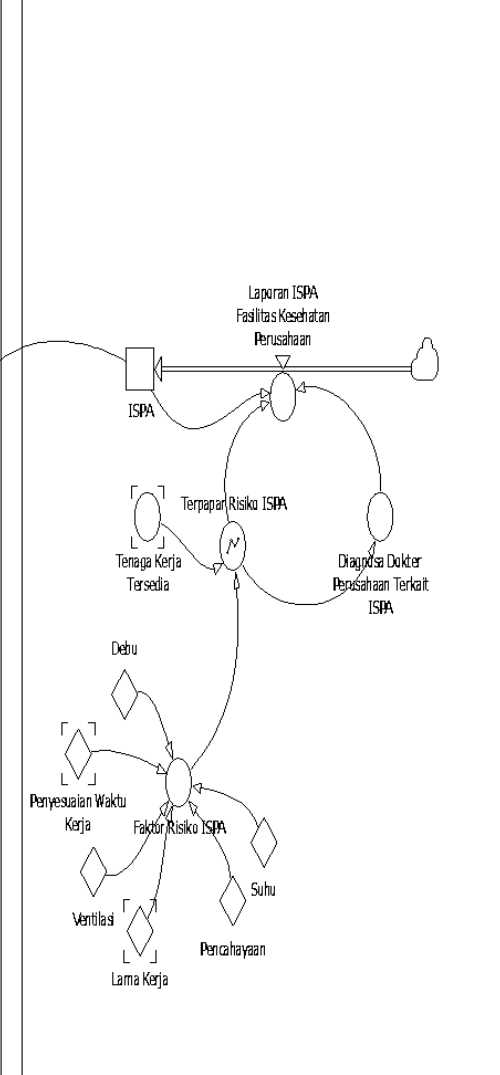 Laporan ISPA
Fasilitas Kesehatan
Perusahaan
ISPA
Terpapar Risiko ISPA
Tenaga Kerja
Tersedia
Diagnosa Dokter
Perusahaan Terkait
ISPA
Debu
Penyesuaian Waktu
Kerja
Faktor Risiko ISPA
Suhu
Ventilasi
Pencahayaan
Lama Kerja